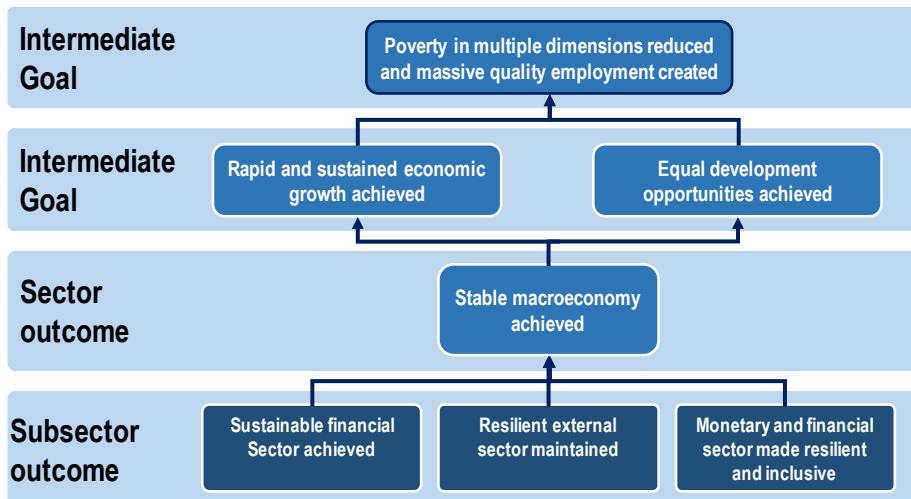 Intermediate
Goal
Poverty in multiple dimensions reduced
and massive quality employment created
Intermediate
Goal
Rapid and sustained economic
growth achieved
Equal development
opportunities achieved
Sector
outcome
Stable macroeconomy
achieved
Subsector
outcome
Sustainable financial
Sector achieved
Resilient external
sector maintained
Monetary and financial
sector made resilient
and inclusive